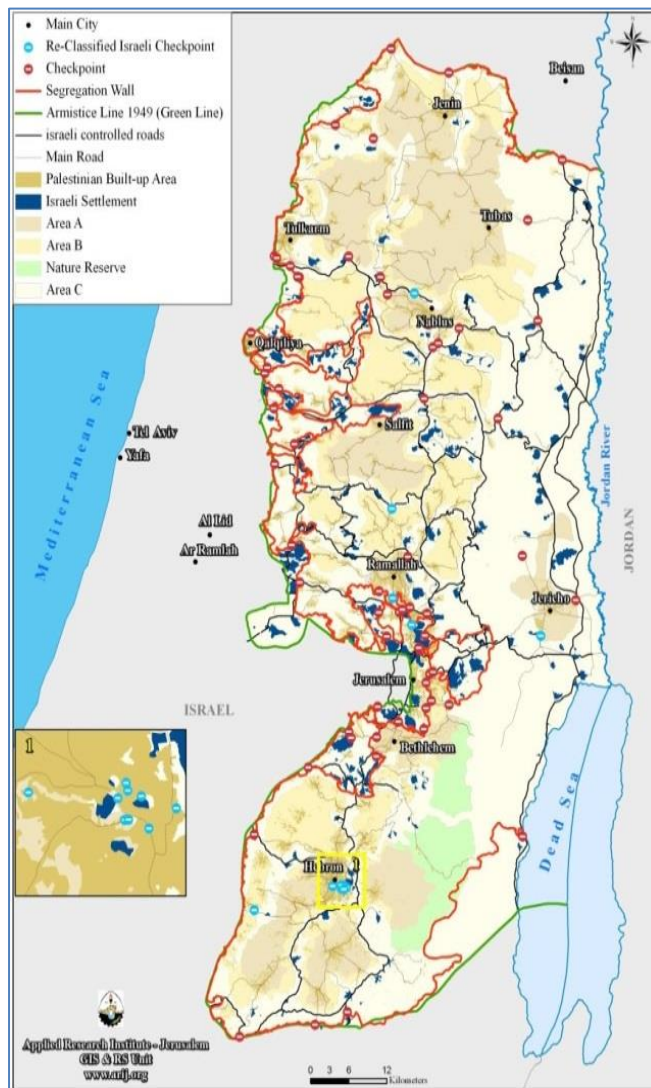 Main City
Re-Classified Israeli Checkpoint
Checkpoint
Segregation Wall
Armistice Line 1949 (Green Line)
israeli controlled roads
Main Road
Palestinian Built-up Area
Israeli Settlement
Area A
Area B
Nature Reserve
Area C
Beisan
Jenin
Tubas
Tulkarm
Nablus
Qalqiliya
Salfit
Tel Aviv
Yafa
Mediterranean Sea
Jordan River
JORDAN
Al Lid
Ar Ramlah
Ramallah
Jericho
Jerusalem
ISRAEL
Bethlehem
1
Dead Sea
Hebron
1
Applied Research Institute - Jerusalem
GIS & RS Unit
www.arij.org
0 3 6 12
Kilometers